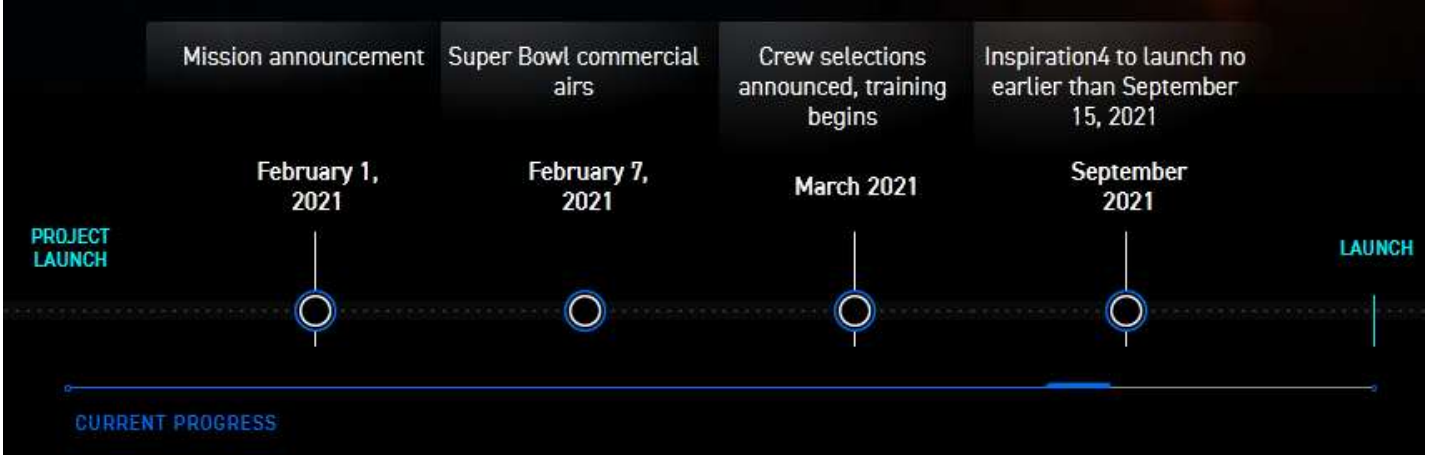 Mission announcement
Super Bowl commercial
airs
Crew selections
announced, training
begins
Inspiration4 to launch no
earlier than September
15, 2021
February 1,
2021
February 7,
2021
March 2021
September
2021
PROJECT
LAUNCH
LAUNCH
CURRENT PROGRESS